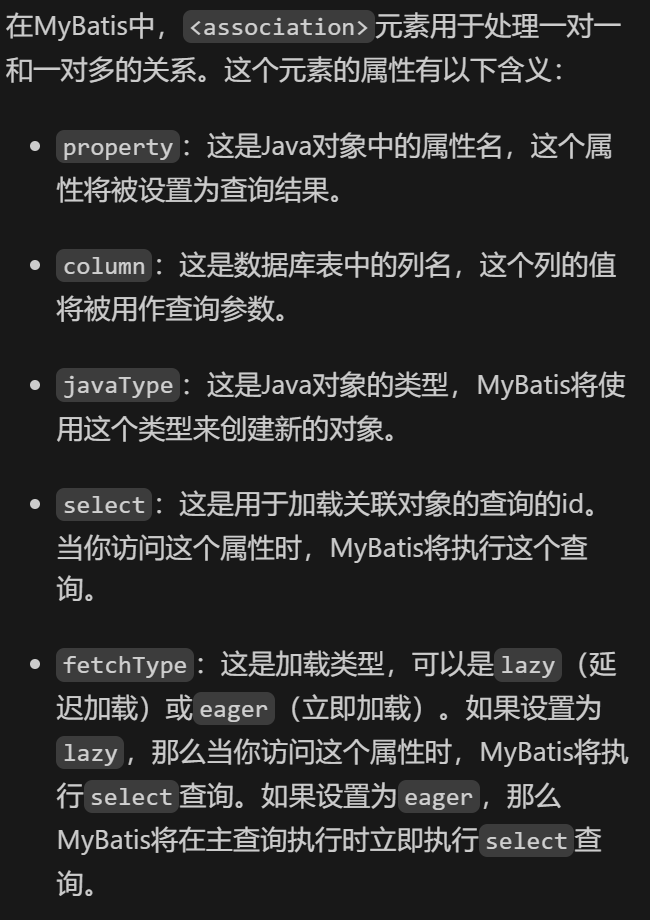 在MyBatis中，<association>元素用于处理一对一
和一对多的关系。这个元素的属性有以下含义：
• property：这是Java对象中的属性名，这个属
性将被设置为查询结果。
• column：这是数据库表中的列名，这个列的值
将被用作查询参数。
• javaType：这是Java对象的类型，MyBatis将使
用这个类型来创建新的对象。
• select：这是用于加载关联对象的查询的id。
当你访问这个属性时，MyBatis将执行这个查
询。
• fetchType：这是加载类型，可以是lazy（延
迟加载）或eager（立即加载）。如果设置为
lazy，那么当你访问这个属性时，MyBatis将执
行select查询。如果设置为eager，那么
MyBatis将在主查询执行时立即执行select查
询。